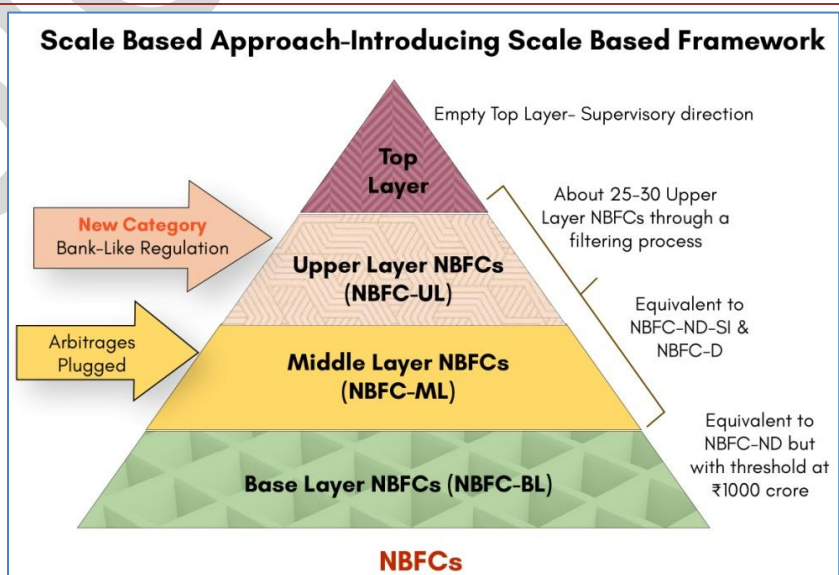 Scale Based Approach-Introducing Scale Based Framework
Empty Top Layer- Supervisory direction
Top
Layer
About 25-30 Upper
Layer NBFCs through a
filtering process
New Category
Bank-Like Regulation
Upper Layer NBFCs
(NBFC-UL)
Equivalent to
NBFC-ND-SI &
NBFC-D
Arbitrages
Plugged
Middle Layer NBFCs
(NBFC-ML)
Equivalent to
NBFC-ND but
with threshold at
₹1000 crore
Base Layer NBFCs (NBFC-BL)
NBFCs